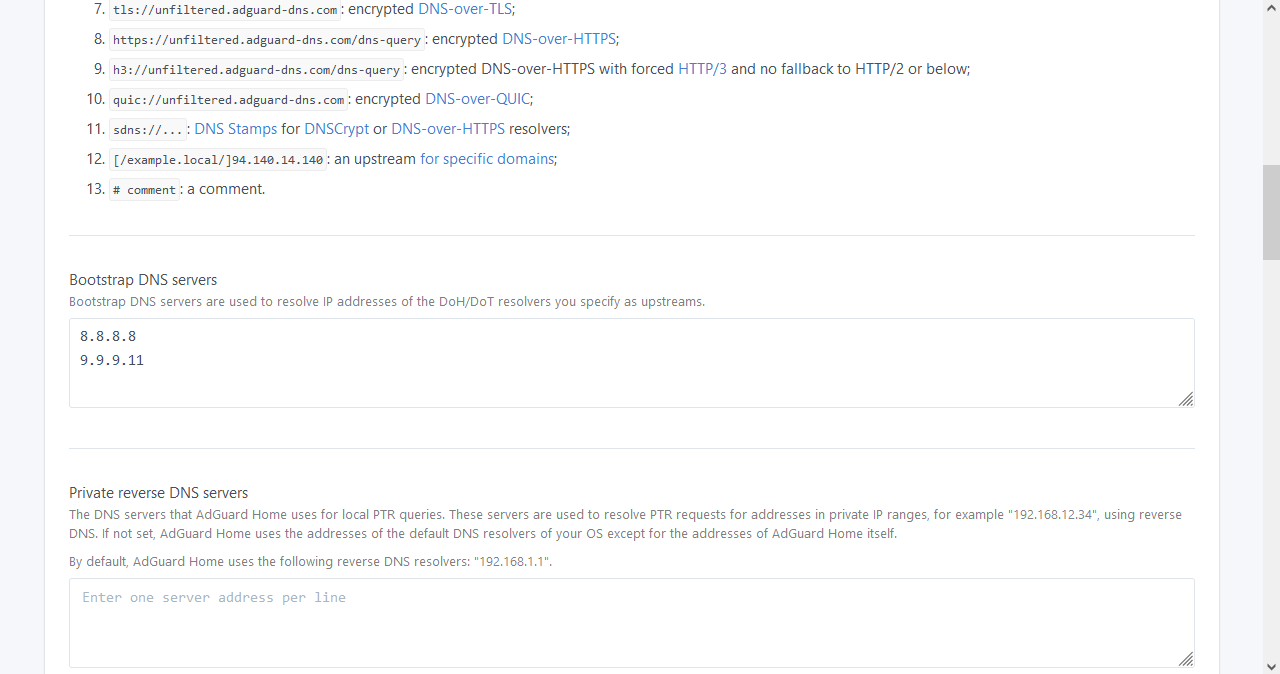 7. tls://unfiltered.adguard-dns.com: encrypted DNS-over-TLS;
8. https://unfiltered.adguard-dns.com/dns-query: encrypted DNS-over-HTTPS;
9. h3://unfiltered.adguard-dns.com/dns-query: encrypted DNS-over-HTTPS with forced HTTP/3 and no fallback to HTTP/2 or below;
10. quic://unfiltered.adguard-dns.com: encrypted DNS-over-QUIC;
11. sdns://...: DNS Stamps for DNSCrypt or DNS-over-HTTPS resolvers;
12. [/example.local/]94.140.14.140: an upstream for specific domains;
13. # comment: a comment.
Bootstrap DNS servers
Bootstrap DNS servers are used to resolve IP addresses of the DoH/DoT resolvers you specify as upstreams.
8.8.8.8
9.9.9.11
Private reverse DNS servers
The DNS servers that AdGuard Home uses for local PTR queries. These servers are used to resolve PTR requests for addresses in private IP ranges, for example "192.168.12.34", using reverse
DNS. If not set, AdGuard Home uses the addresses of the default DNS resolvers of your OS except for the addresses of AdGuard Home itself.
By default, AdGuard Home uses the following reverse DNS resolvers: "192.168.1.1".
Enter one server address per line